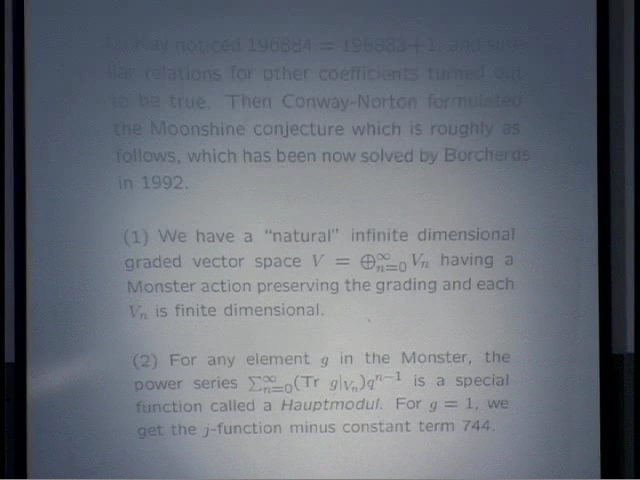 McKay noticed 196884 = 196883+1, and simi-
lar relations for other coefficients turned out
to be true. Then Conway-Norton formulated
the Moonshine conjecture which is roughly as
follows, which has been now solved by Borcherds
in 1992.
(1) We have a "natural" infinite dimensional
graded vector space V = ⊕_{n=0}^∞ V_n having a
Monster action preserving the grading and each
V_n is finite dimensional.
(2) For any element g in the Monster, the
power series ∑_{n=0}^∞ (Tr g|_{V_n})q^{n−1} is a special
function called a Hauptmodul. For g = 1, we
get the j-function minus constant term 744.